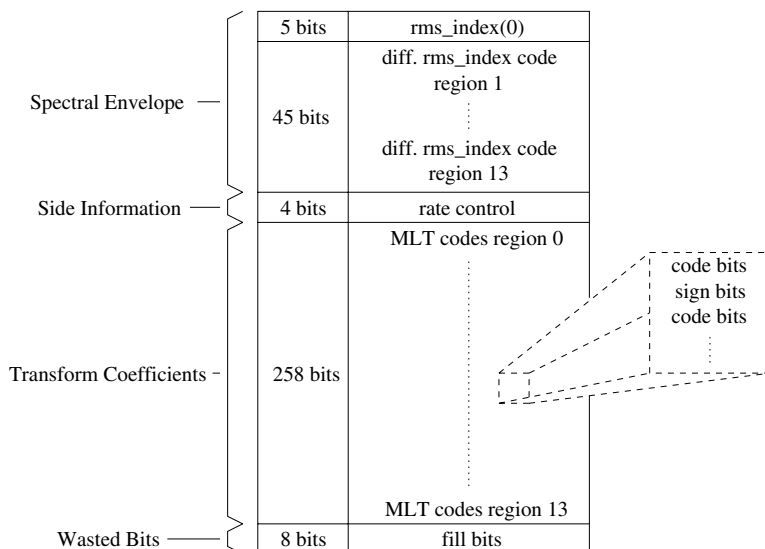 5 bits rms_index(0)
diff. rms_index code
region 1
Spectral Envelope
45 bits
diff. rms_index code
region 13
Side Information 4 bits rate control
MLT codes region 0
code bits
sign bits
code bits
Transform Coefficients 258 bits
MLT codes region 13
Wasted Bits 8 bits fill bits